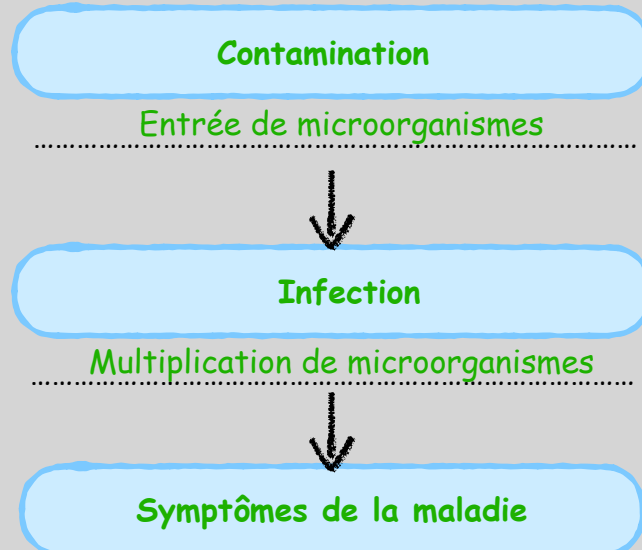 Contamination
Entrée de microorganismes
Infection
Multiplication de microorganismes
Symptômes de la maladie